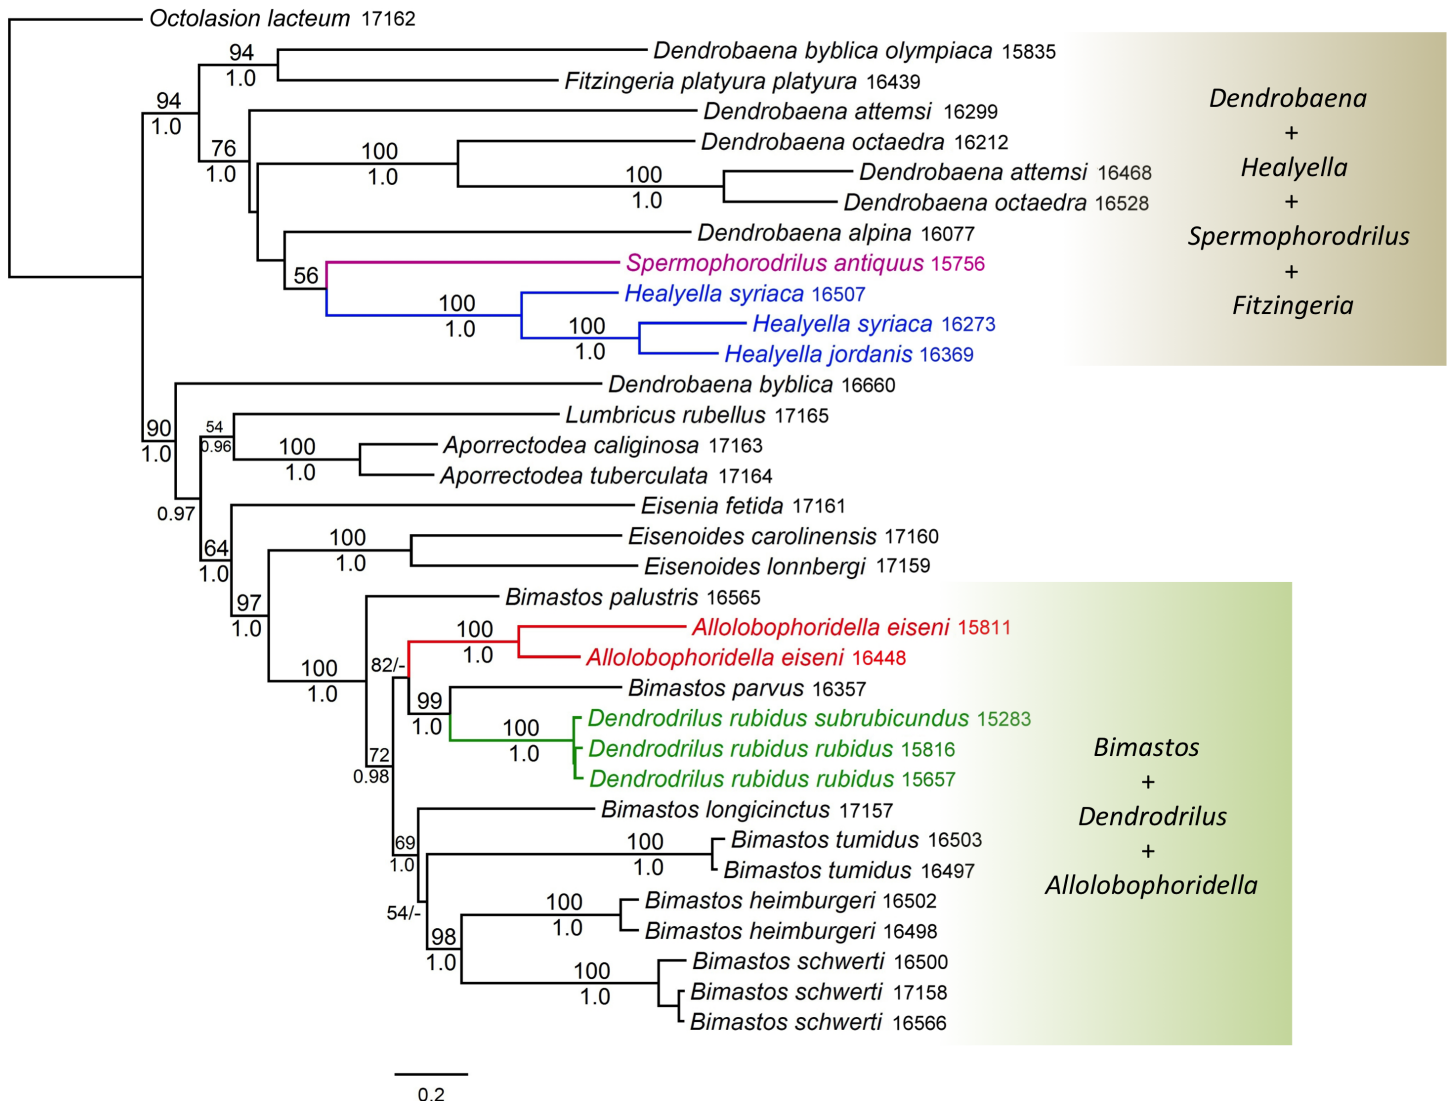 Octolasion lacteum 17162
94
1.0
Dendrobaena byblica olympiaca 15835
Fitzingeria platyura platyura 16439
94
1.0
Dendrobaena attemsi 16299
76
1.0
Dendrobaena octaedra 16212
100
1.0
Dendrobaena attemsi 16468
100
1.0
Dendrobaena octaedra 16528
Dendrobaena alpina 16077
Spermophorodrilus antiquus 15756
56
Healyella syriaca 16507
100
1.0
Healyella syriaca 16273
100
1.0
Healyella jordanis 16369
Dendrobaena
+
Healyella
+
Spermophorodrilus
+
Fitzingeria
Dendrobaena byblica 16660
90
1.0
Lumbricus rubellus 17165
54
0.96
Aporrectodea caliginosa 17163
100
1.0
Aporrectodea tuberculata 17164
0.97
Eisenia fetida 17161
64
1.0
Eisenoides carolinensis 17160
100
1.0
Eisenoides lonnbergi 17159
97
1.0
Bimastos palustris 16565
100
1.0
Allolobophoridella eiseni 15811
100
1.0
Allolobophoridella eiseni 16448
82/-
Bimastos parvus 16357
99
1.0
Dendrodrilus rubidus subrubicundus 15283
100
1.0
Dendrodrilus rubidus rubidus 15816
Dendrodrilus rubidus rubidus 15657
72
0.98
Bimastos longicinctus 17157
69
1.0
Bimastos tumidus 16503
100
1.0
Bimastos tumidus 16497
54/-
Bimastos heimburgeri 16502
100
1.0
Bimastos heimburgeri 16498
98
1.0
Bimastos schwerti 16500
100
1.0
Bimastos schwerti 17158
Bimastos schwerti 16566
Bimastos
+
Dendrodrilus
+
Allolobophoridella
0.2